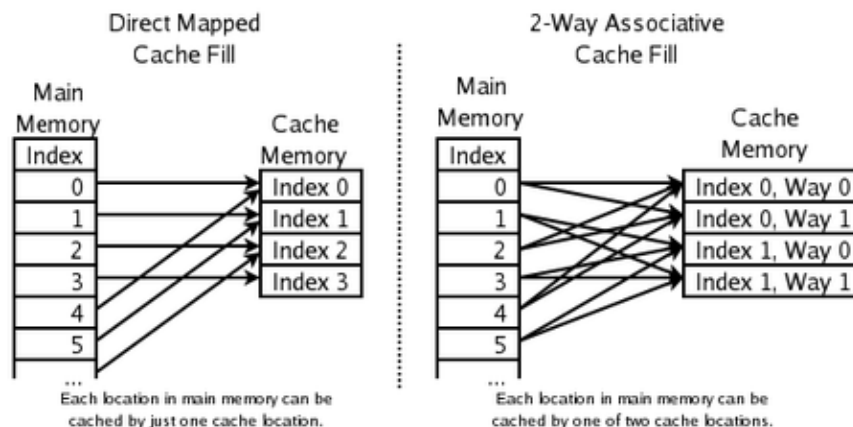 Direct Mapped
Cache Fill
Main
Memory
Index
0
1
2
3
4
5
...
Cache
Memory
Index 0
Index 1
Index 2
Index 3
Each location in main memory can be
cached by just one cache location.
2-Way Associative
Cache Fill
Main
Memory
Index
0
1
2
3
4
5
...
Cache
Memory
Index 0, Way 0
Index 0, Way 1
Index 1, Way 0
Index 1, Way 1
Each location in main memory can be
cached by one of two cache locations.